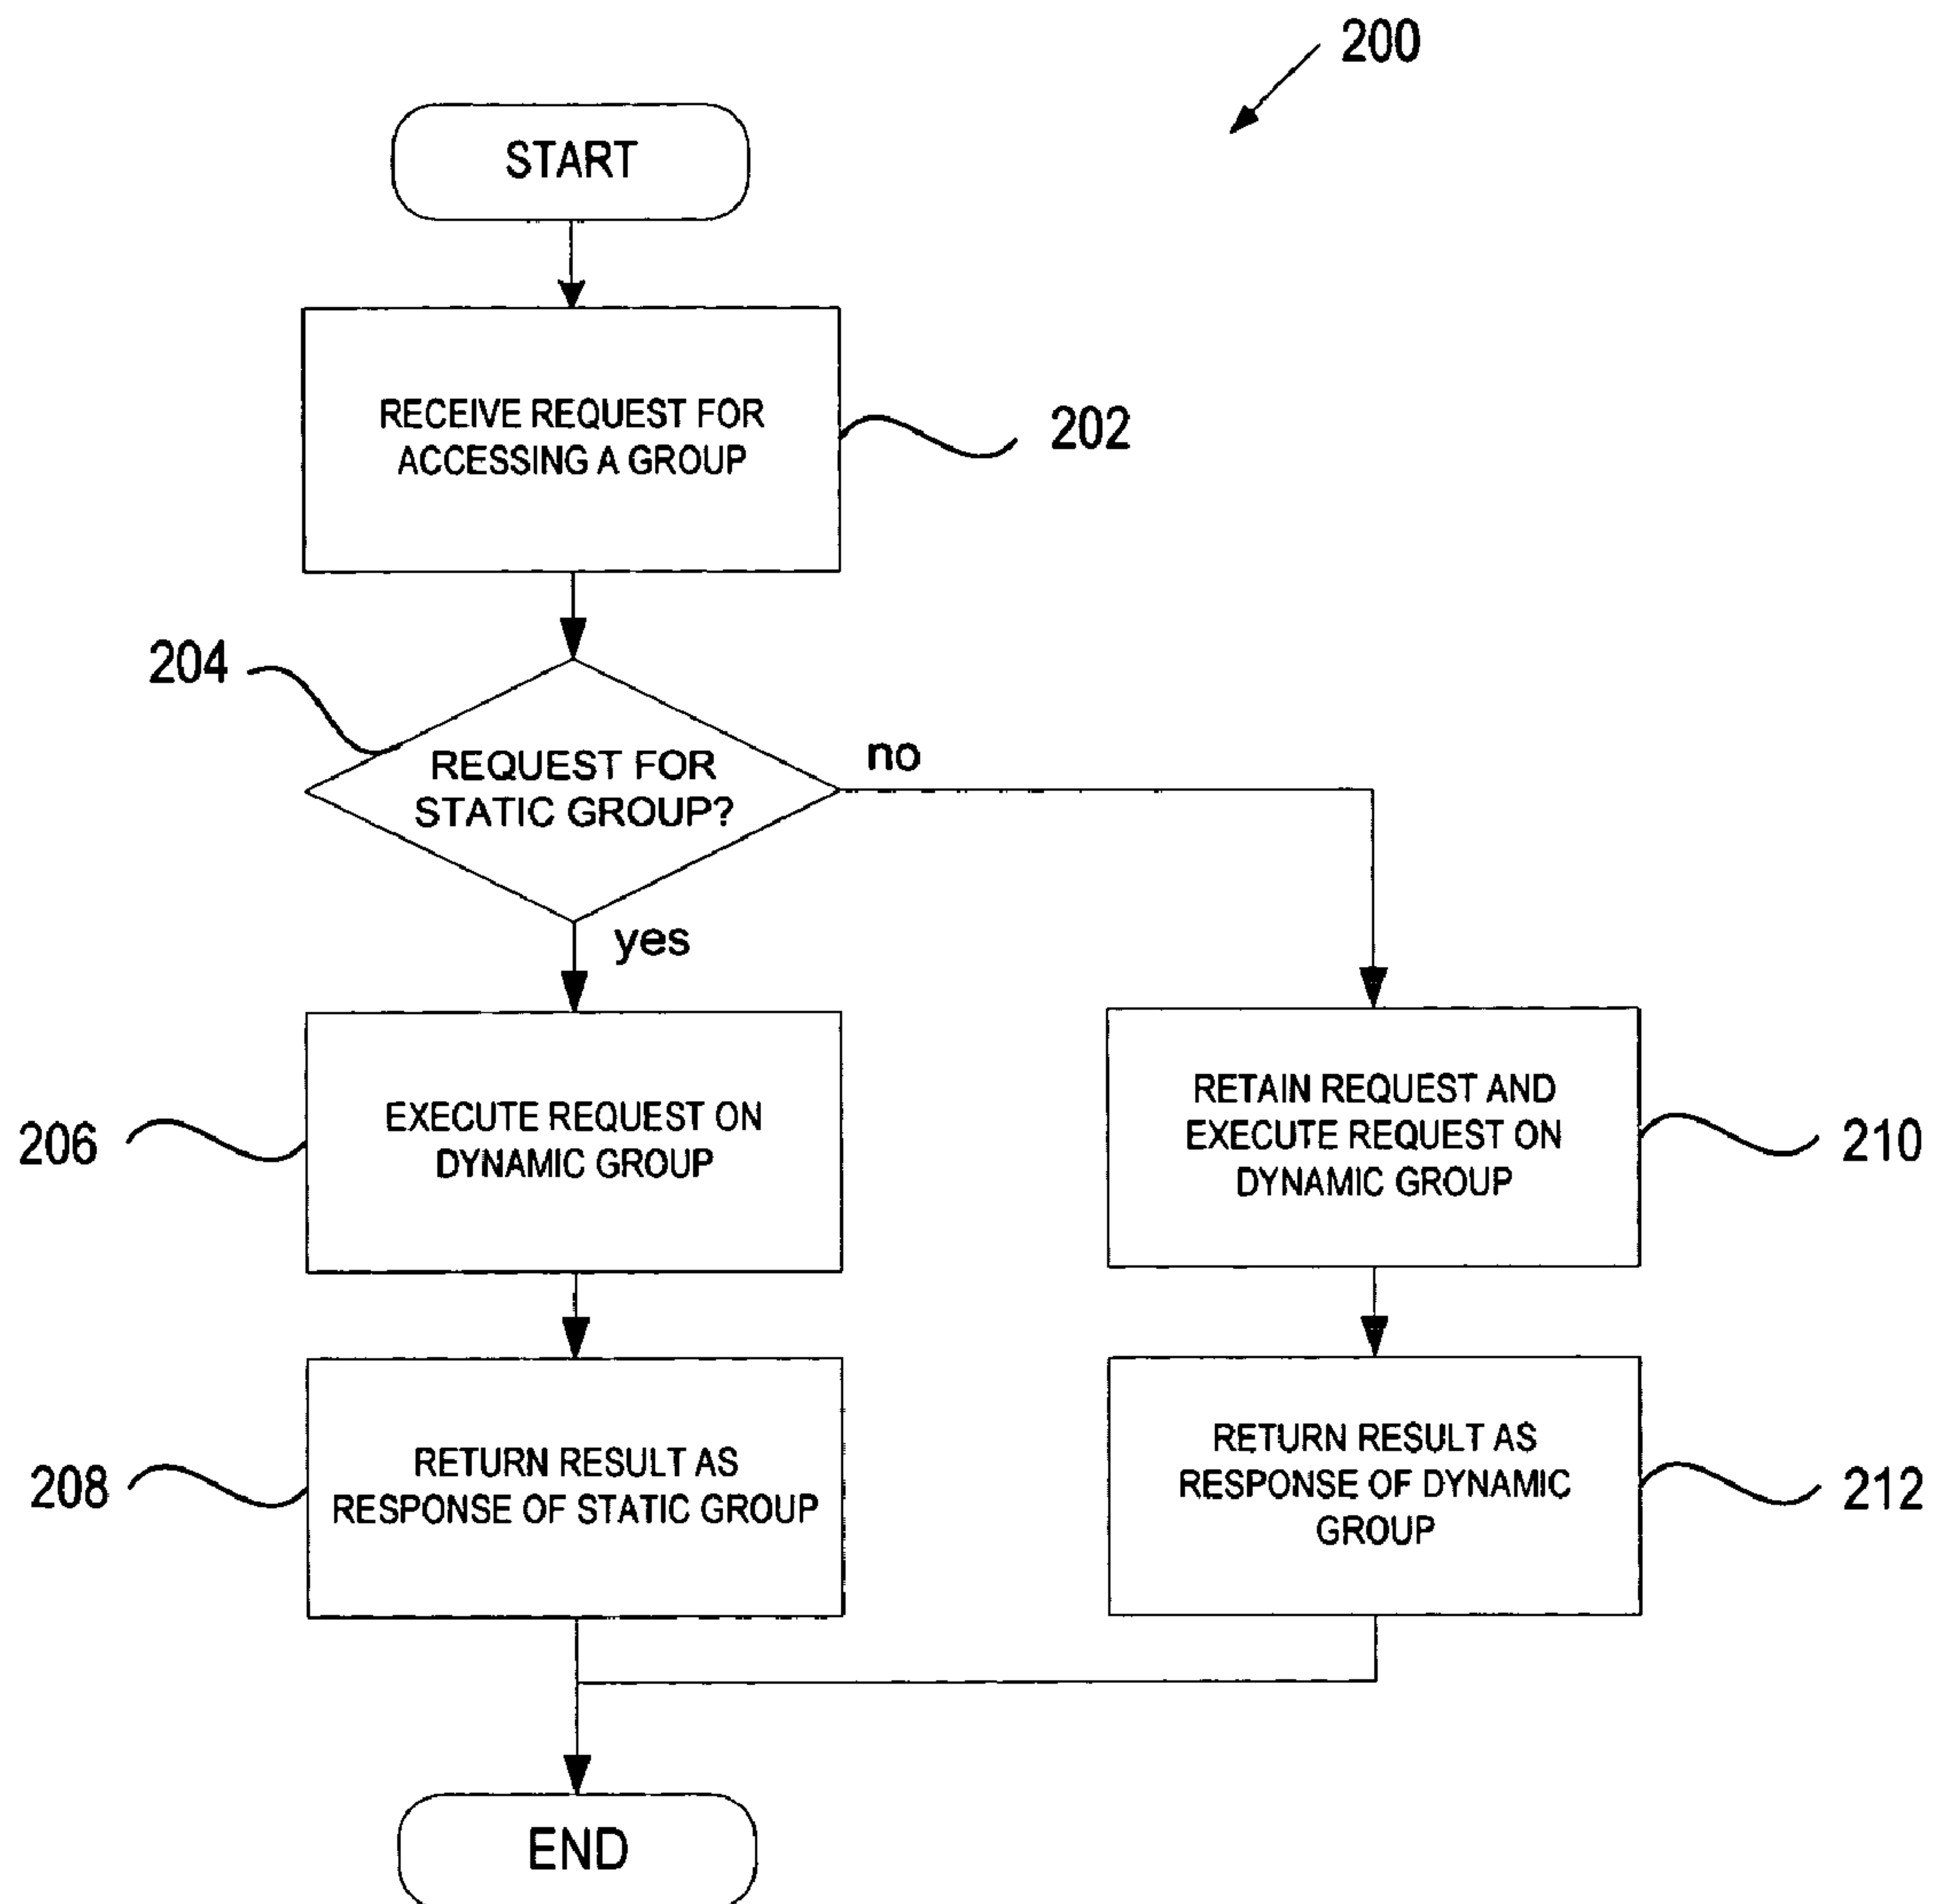 200
START
RECEIVE REQUEST FOR
ACCESSING A GROUP
202
204
REQUEST FOR
STATIC GROUP?
no
yes
EXECUTE REQUEST ON
DYNAMIC GROUP
206
RETAIN REQUEST AND
EXECUTE REQUEST ON
DYNAMIC GROUP
210
RETURN RESULT AS
RESPONSE OF STATIC GROUP
208
RETURN RESULT AS
RESPONSE OF DYNAMIC
GROUP
212
END